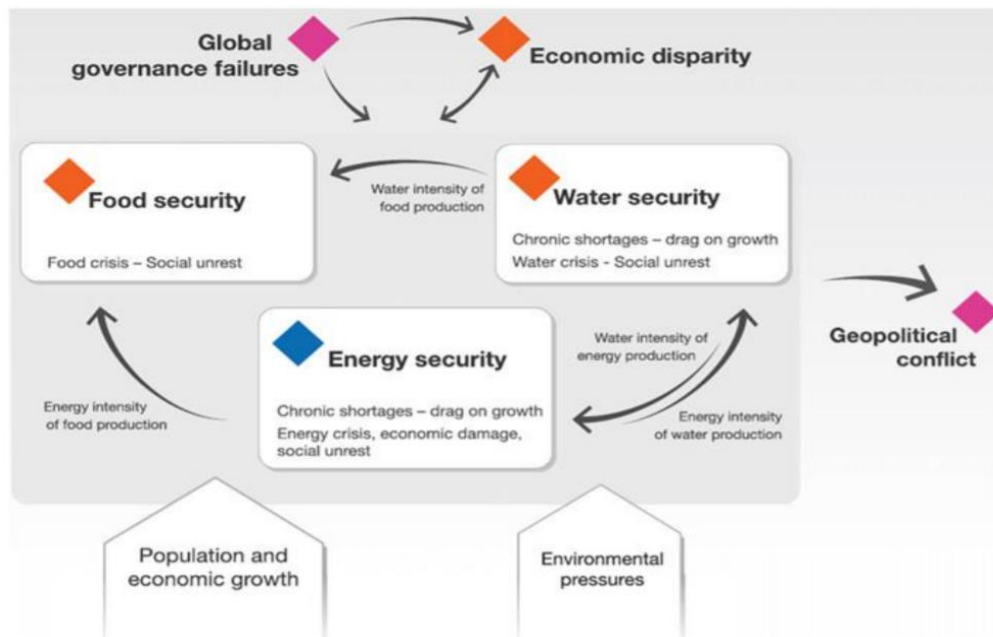 Global
governance failures
Economic disparity
Food security
Food crisis – Social unrest
Water intensity of
food production
Water security
Chronic shortages – drag on growth
Water crisis - Social unrest
Geopolitical
conflict
Energy security
Chronic shortages – drag on growth
Energy crisis, economic damage,
social unrest
Water intensity of
energy production
Energy intensity
of food production
Energy intensity
of water production
Population and
economic growth
Environmental
pressures